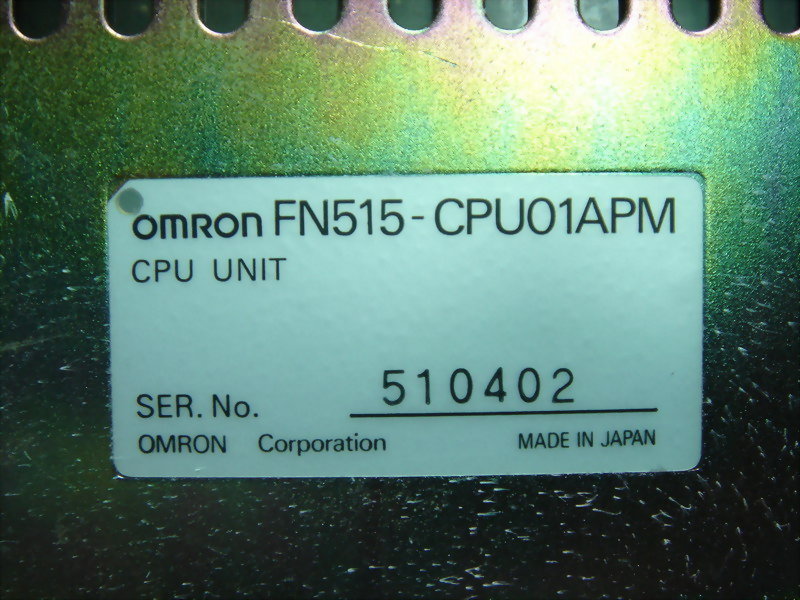 omron FN515-CPU01APM
CPU UNIT
SER. No. 510402
OMRON Corporation MADE IN JAPAN